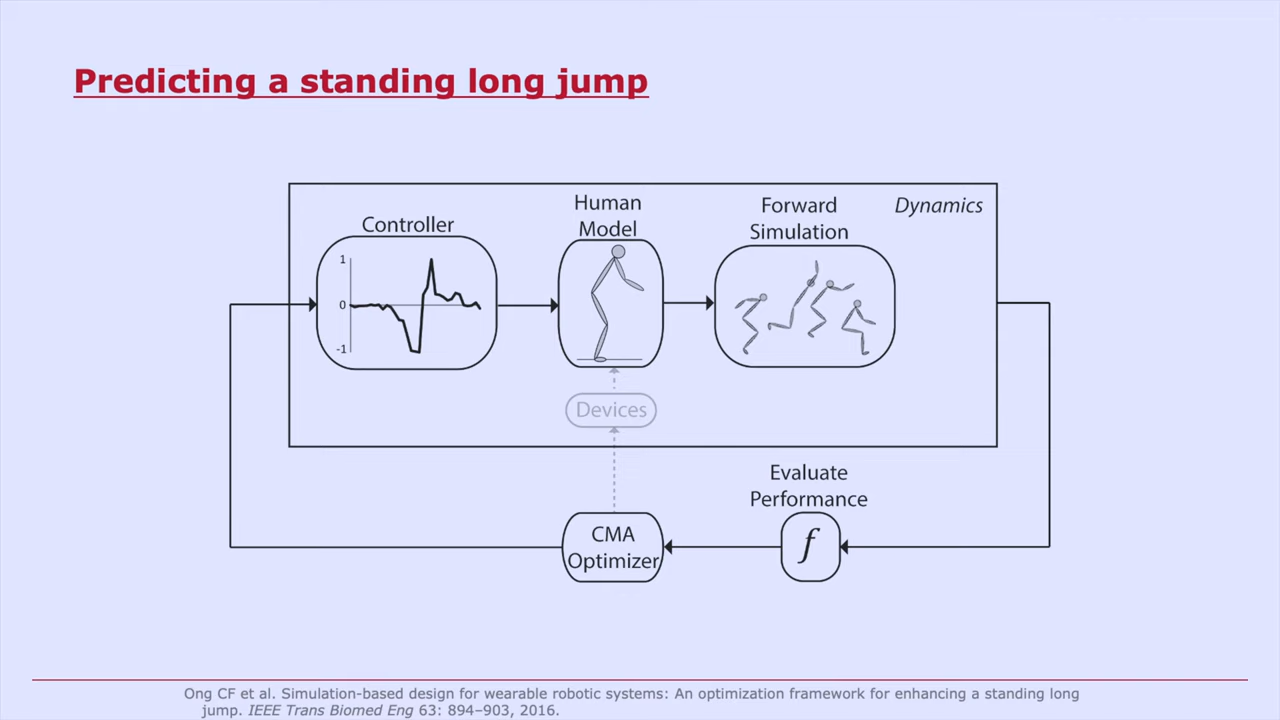 Predicting a standing long jump
Controller
1
0
-1
Human
Model
Forward
Simulation
Dynamics
Devices
Evaluate
Performance
f
CMA
Optimizer
Ong CF et al. Simulation-based design for wearable robotic systems: An optimization framework for enhancing a standing long
jump. IEEE Trans Biomed Eng 63: 894–903, 2016.